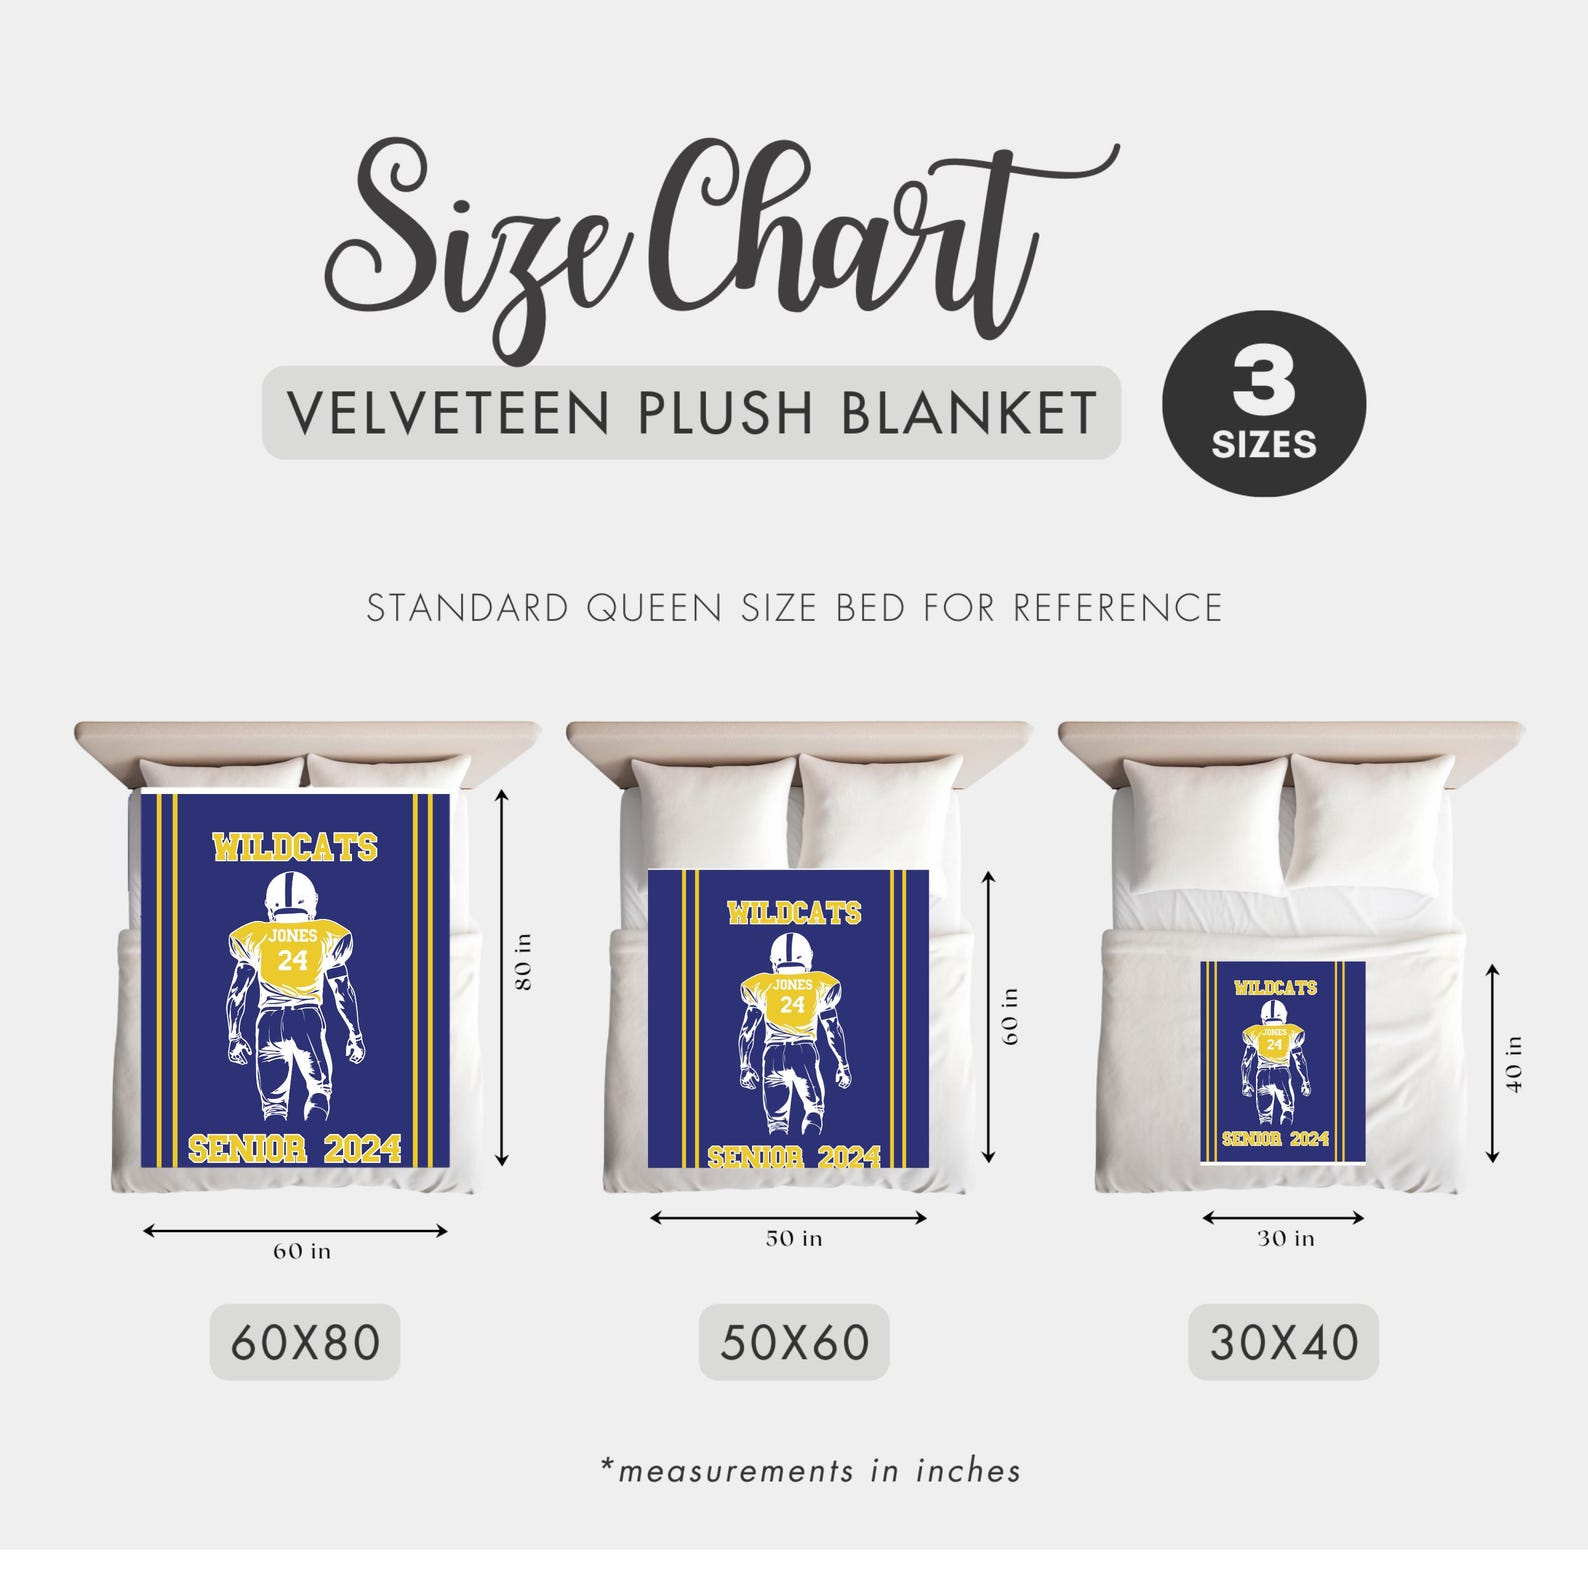 Size Chart
VELVETEEN PLUSH BLANKET
3
SIZES
STANDARD QUEEN SIZE BED FOR REFERENCE
WILDCATS
JONES
24
SENIOR 2024
80 in
60 in
60X80
WILDCATS
JONES
24
SENIOR 2024
60 in
50 in
50X60
WILDCATS
JONES
24
SENIOR 2024
40 in
30 in
30X40
*measurements in inches